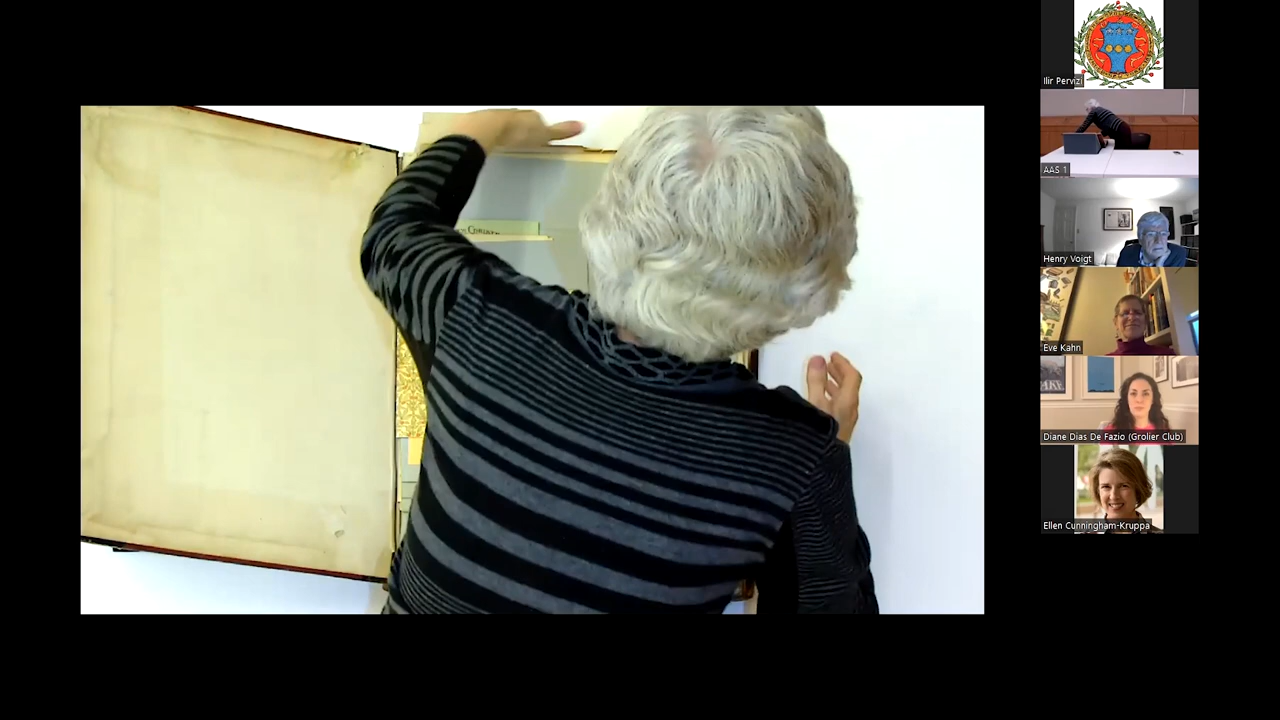 Ilir Pervizi
AAS 1
Henry Voigt
Eve Kahn
Diane Dias De Fazio (Grolier Club)
Ellen Cunningham-Kruppa